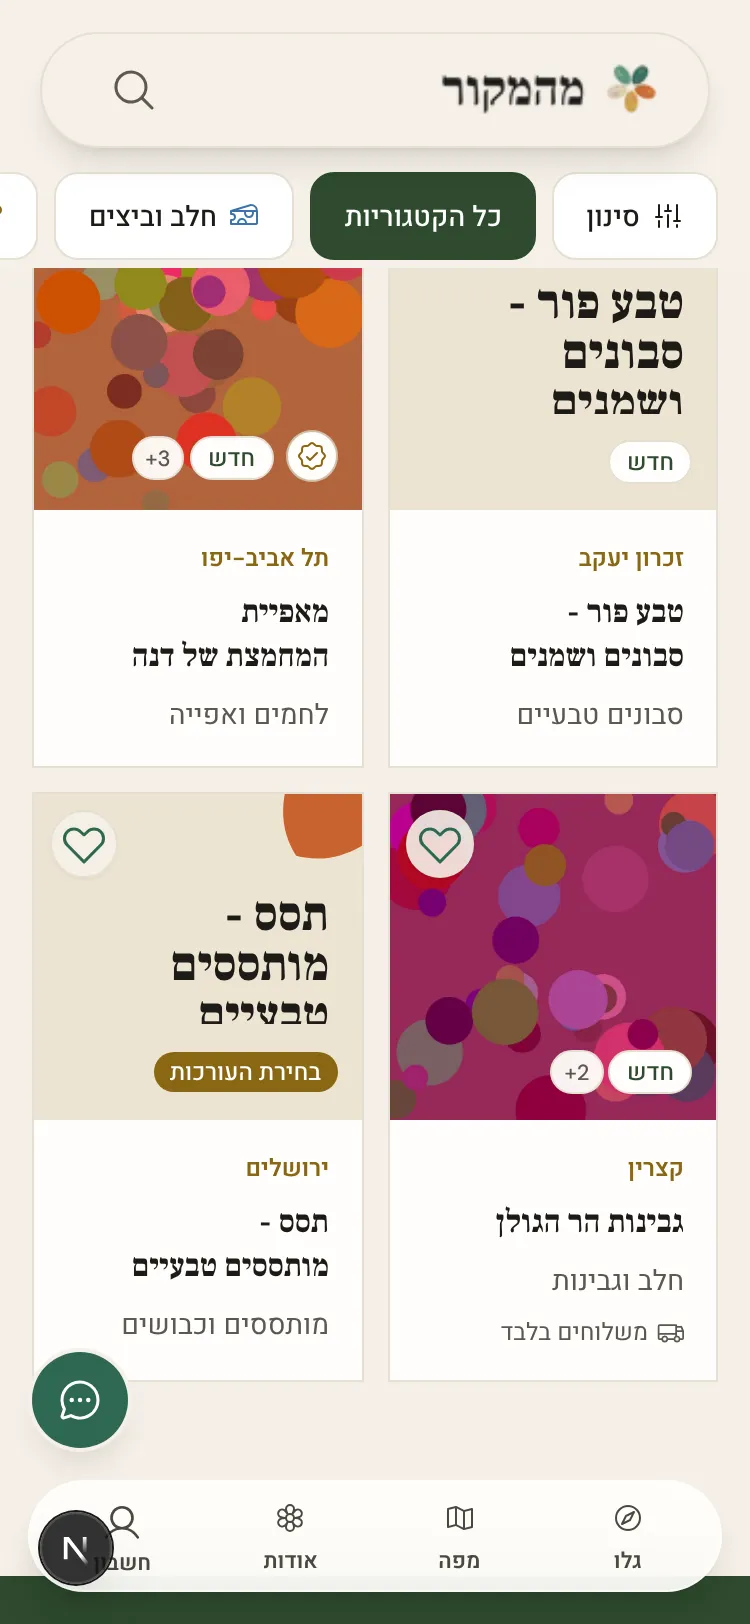 מהמקור
סינון
כל הקטגוריות
חלב וביצים
טבע פור -
סבונים
ושמנים
חדש
זכרון יעקב
טבע פור -
סבונים ושמנים
סבונים טבעיים
חדש
+3
תל אביב-יפו
מאפיית
המחמצת של דנה
לחמים ואפייה
חדש
+2
קצרין
גבינות הר הגולן
חלב וגבינות
משלוחים בלבד
תסס -
מותססים
טבעיים
בחירת העורכות
ירושלים
תסס -
מותססים טבעיים
מותססים וכבושים
גלו
מפה
אודות
חשבון
N